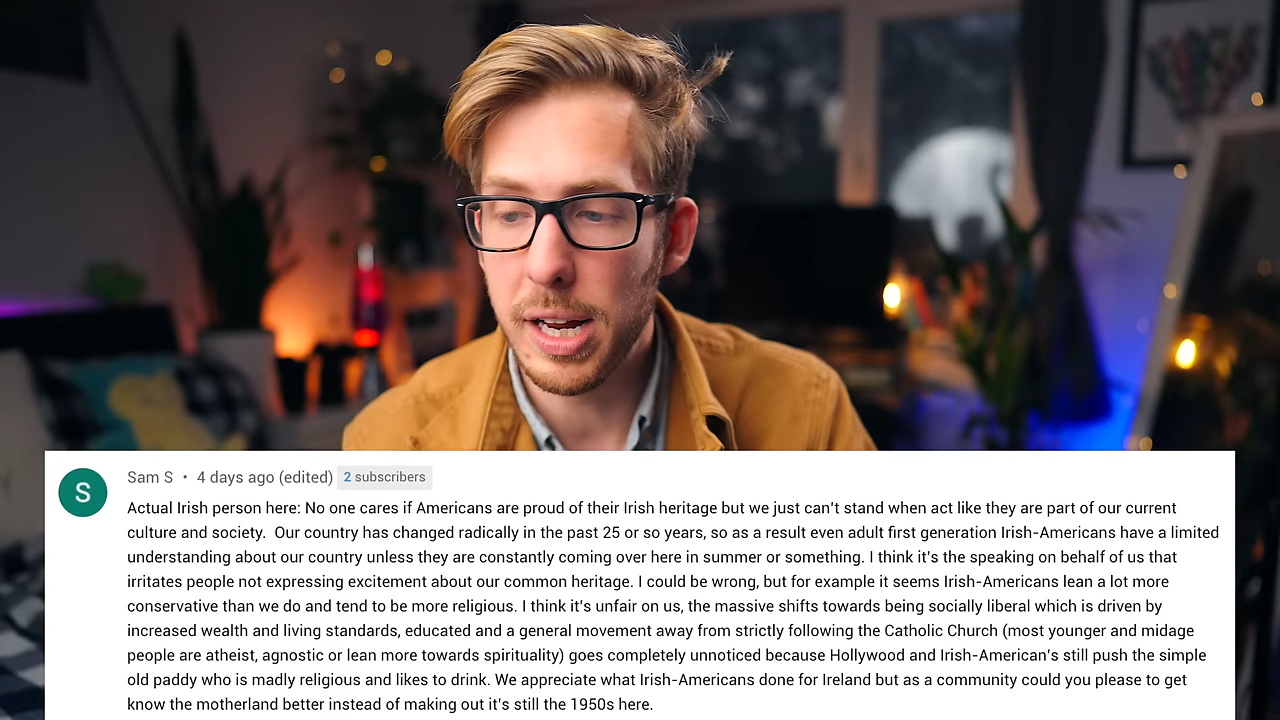 S
Sam S • 4 days ago (edited) 2 subscribers
Actual Irish person here: No one cares if Americans are proud of their Irish heritage but we just can't stand when act like they are part of our current
culture and society.  Our country has changed radically in the past 25 or so years, so as a result even adult first generation Irish-Americans have a limited
understanding about our country unless they are constantly coming over here in summer or something. I think it's the speaking on behalf of us that
irritates people not expressing excitement about our common heritage. I could be wrong, but for example it seems Irish-Americans lean a lot more
conservative than we do and tend to be more religious. I think it's unfair on us, the massive shifts towards being socially liberal which is driven by
increased wealth and living standards, educated and a general movement away from strictly following the Catholic Church (most younger and midage
people are atheist, agnostic or lean more towards spirituality) goes completely unnoticed because Hollywood and Irish-American's still push the simple
old paddy who is madly religious and likes to drink. We appreciate what Irish-Americans done for Ireland but as a community could you please to get
know the motherland better instead of making out it's still the 1950s here.